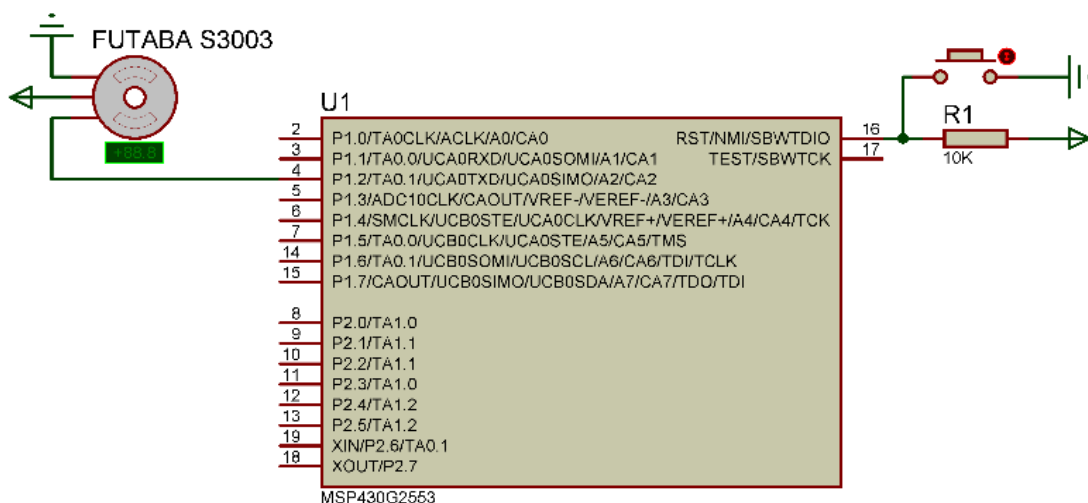 FUTABA S3003
+88.8
U1
2 P1.0/TA0CLK/ACLK/A0/CA0
3 P1.1/TA0.0/UCA0RXD/UCA0SOMI/A1/CA1
4 P1.2/TA0.1/UCA0TXD/UCA0SIMO/A2/CA2
5 P1.3/ADC10CLK/CAOUT/VREF-/VEREF-/A3/CA3
6 P1.4/SMCLK/UCB0STE/UCA0CLK/VREF+/VEREF+/A4/CA4/TCK
7 P1.5/TA0.0/UCB0CLK/UCA0STE/A5/CA5/TMS
14 P1.6/TA0.1/UCB0SOMI/UCB0SCL/A6/CA6/TDI/TCLK
15 P1.7/CAOUT/UCB0SIMO/UCB0SDA/A7/CA7/TDO/TDI
8 P2.0/TA1.0
9 P2.1/TA1.1
10 P2.2/TA1.1
11 P2.3/TA1.0
12 P2.4/TA1.2
13 P2.5/TA1.2
19 XIN/P2.6/TA0.1
18 XOUT/P2.7
RST/NMI/SBWTDIO 16
TEST/SBWTCK 17
R1
10K
MSP430G2553